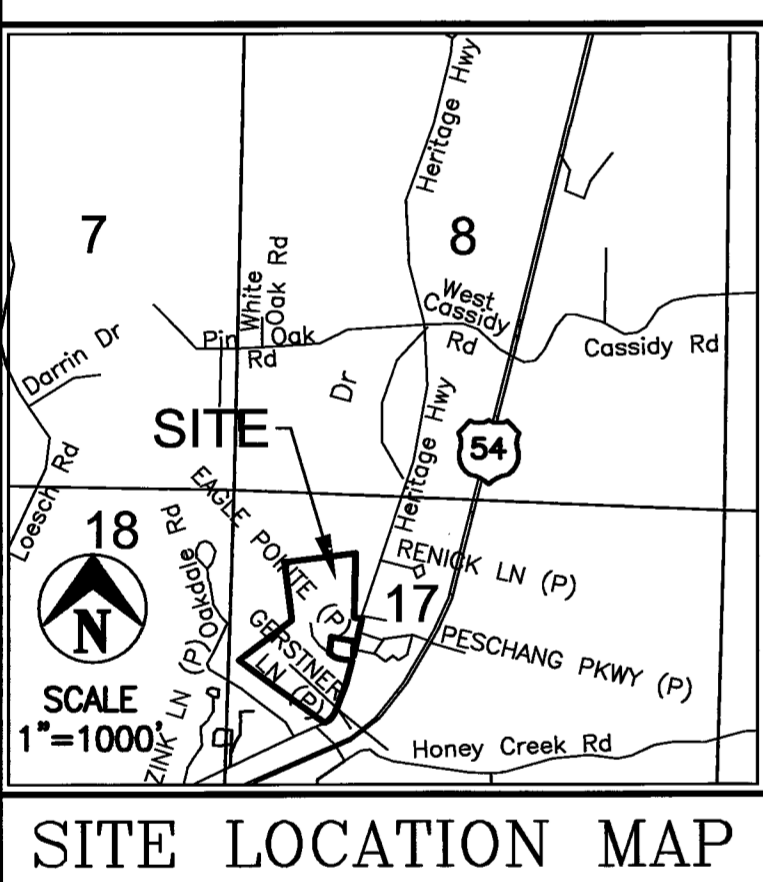 Heritage Hwy
7
8
White
Oak Rd
West
Cassidy
Rd
Pin Oak
Rd
Cassidy Rd
Darrin Dr
Dr
Heritage Hwy
SITE
54
Loesch Rd
EAGLE POINTE (P)
18
Oakdale Rd
RENICK LN (P)
17
N
GERSTNER
LN (P)
PESCHANG PKWY (P)
SCALE
1"=1000'
ZINK LN (P)
Honey Creek Rd
SITE LOCATION MAP